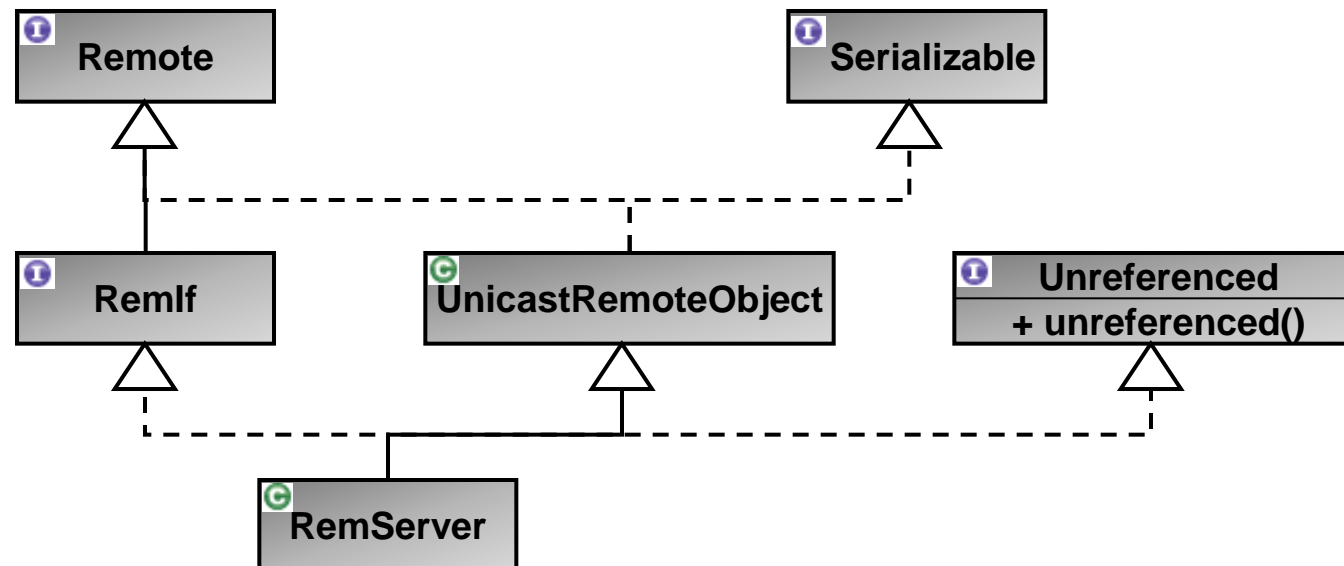 I
Remote
I
Serializable
I
RemIf
C
UnicastRemoteObject
I
Unreferenced
+ unreferenced()
C
RemServer